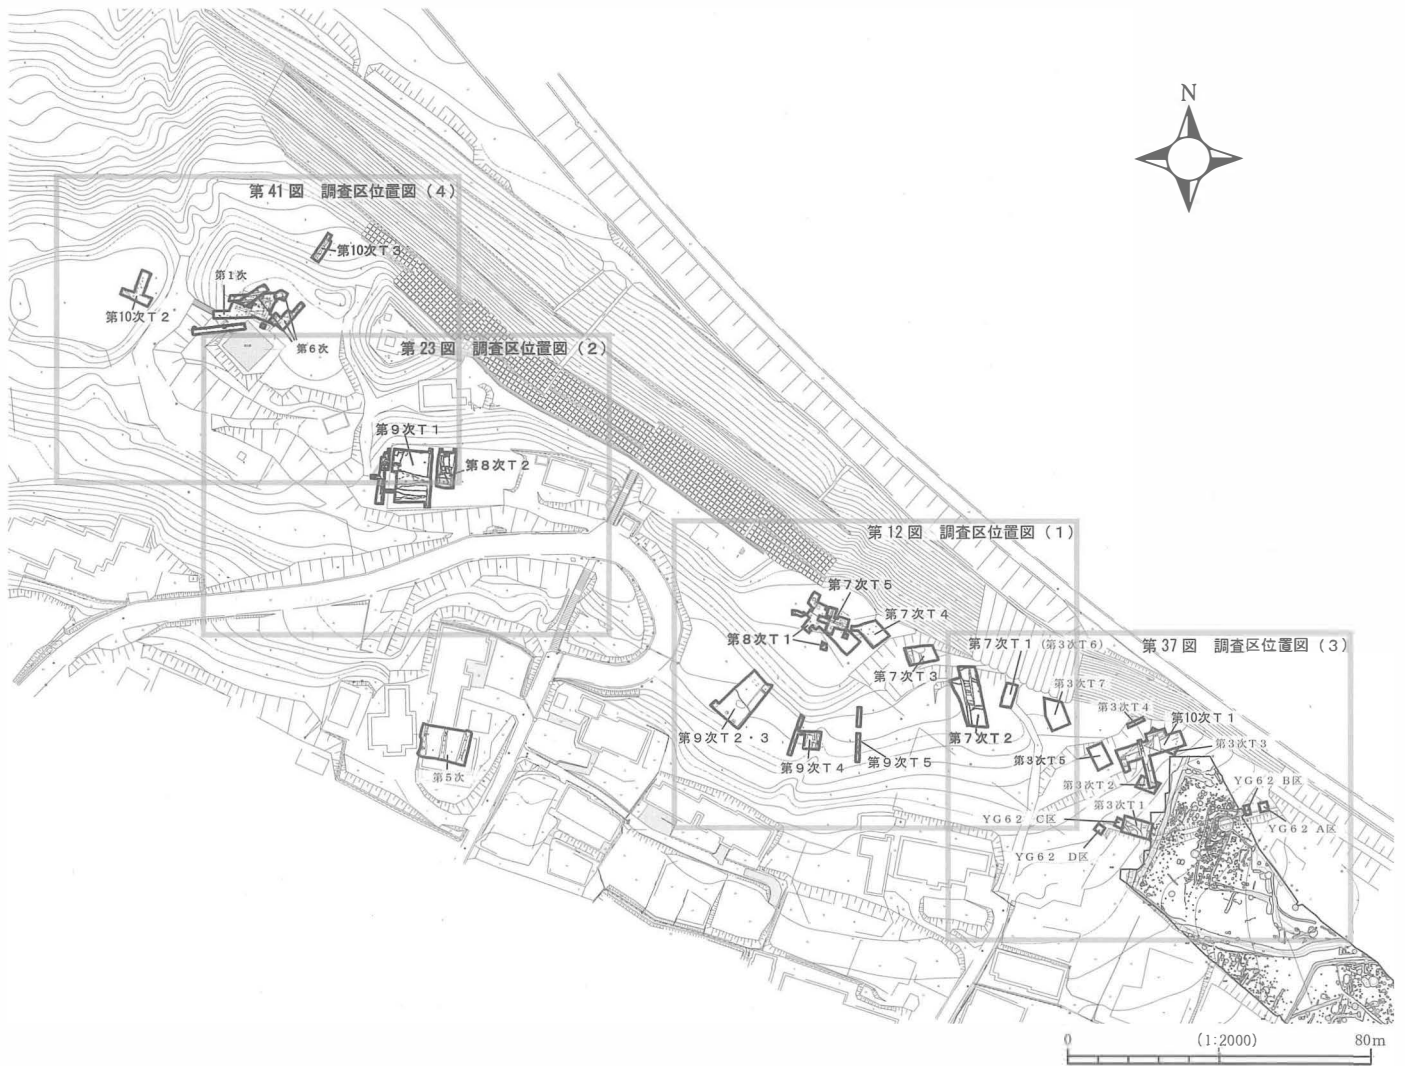 N
第41図 調査区位置図（4）
第10次T3
第1次
第10次T2
第6次
第23図 調査区位置図（2）
第9次T1
第8次T2
第12図 調査区位置図（1）
第7次T5
第7次T4
第8次T1
第7次T3
第7次T1（第3次T6）
第37図 調査区位置図（3）
第3次T7
第3次T4
第10次T1
第9次T2・3
第7次T2
第3次T3
第9次T4
第9次T5
第3次T5
第5次
第3次T2
YG62 B区
第3次T1
YG62 C区
YG62 A区
YG62 D区
0 (1:2000) 80m